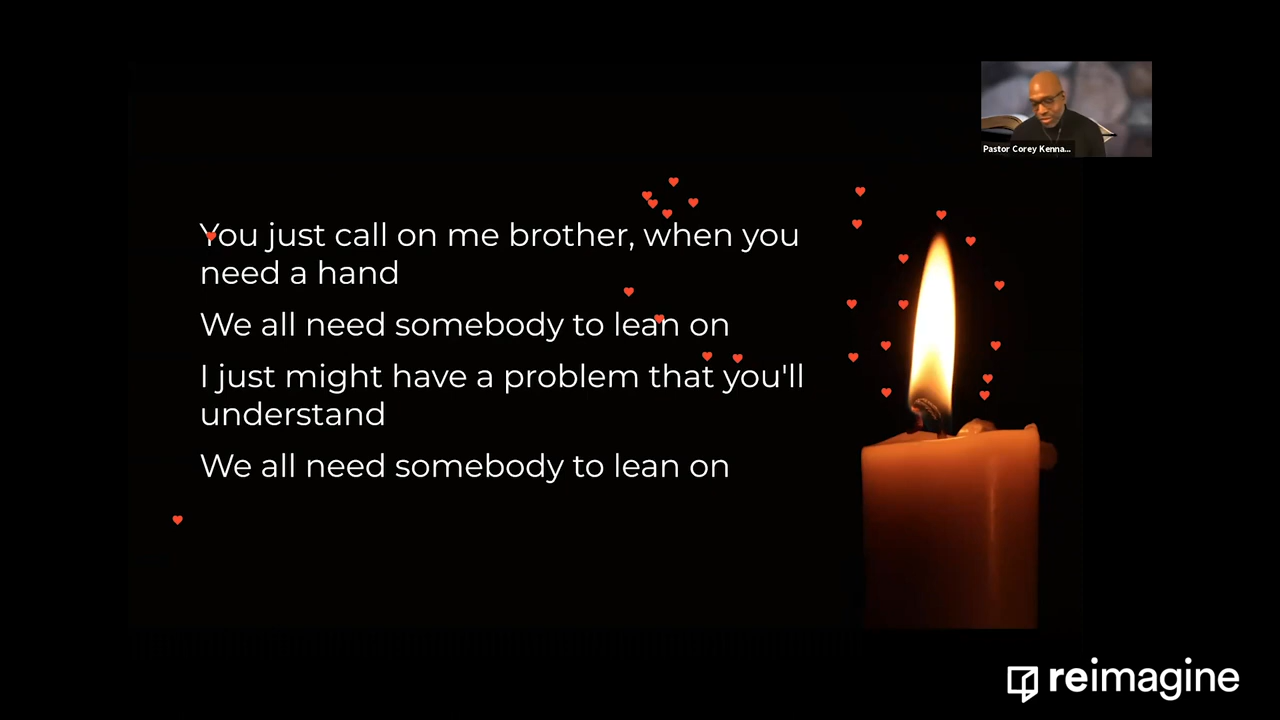 Pastor Corey Kenna...
You just call on me brother, when you
need a hand
We all need somebody to lean on
I just might have a problem that you'll
understand
We all need somebody to lean on
reimagine